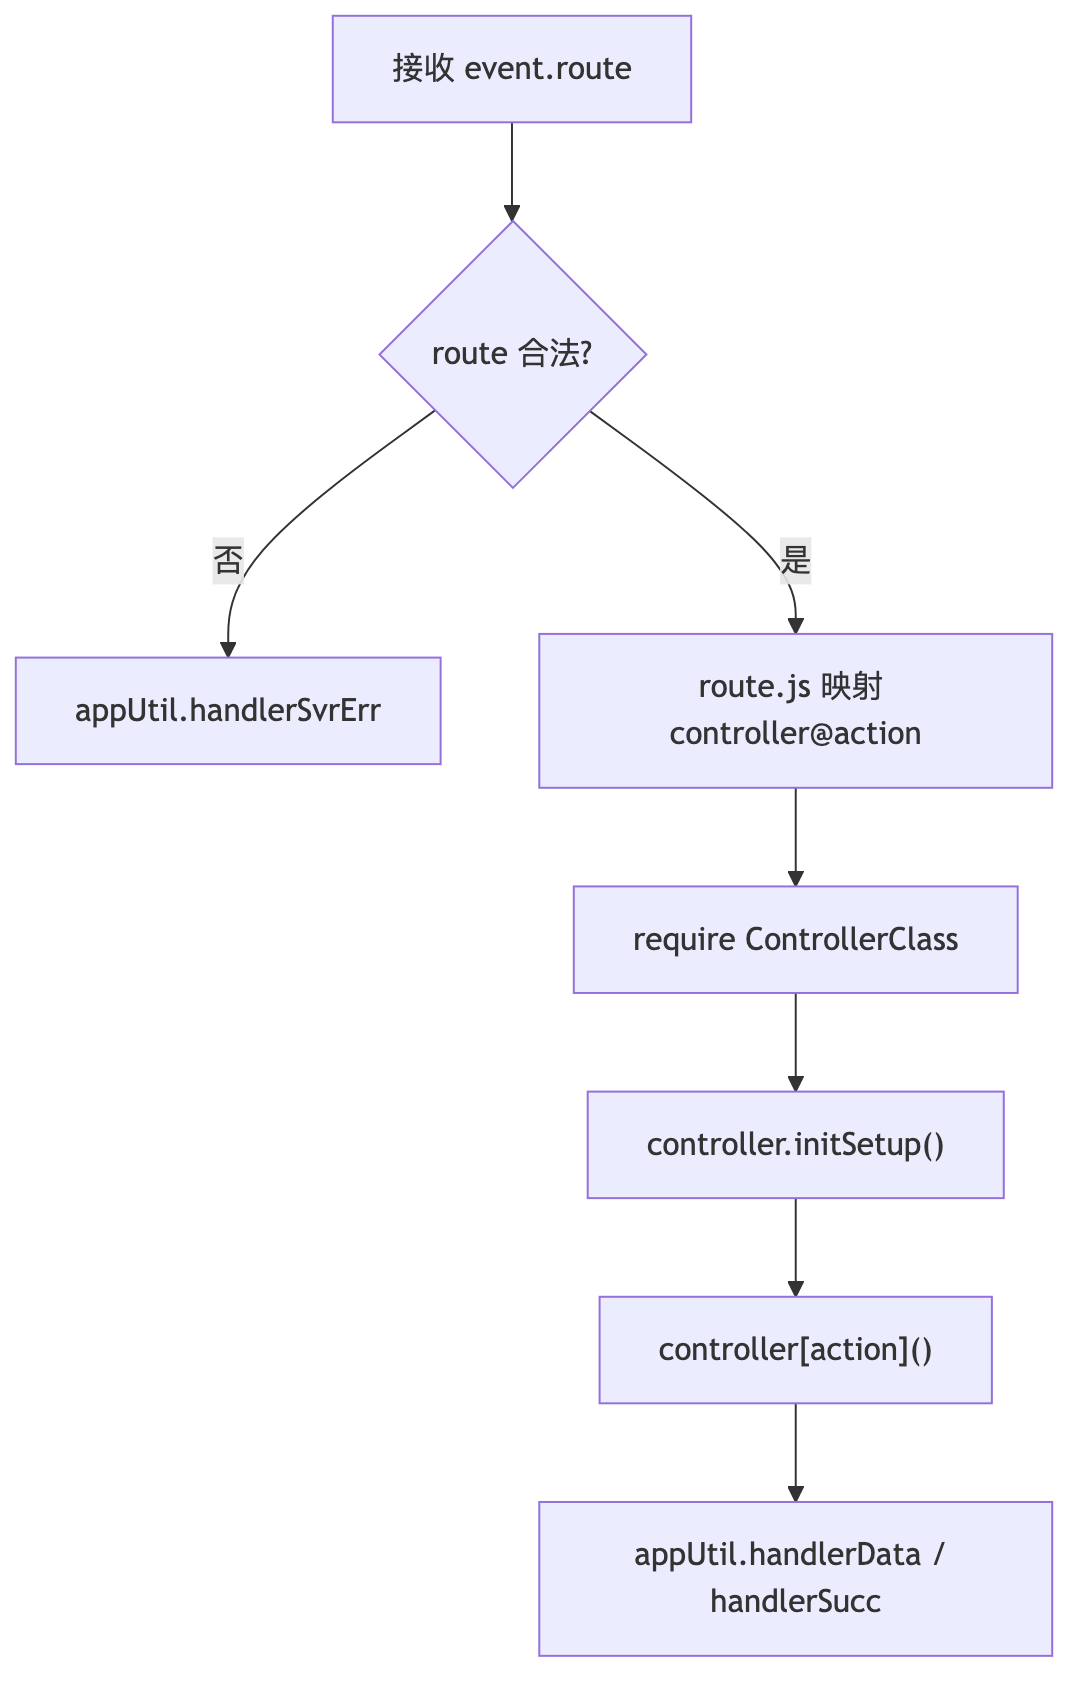 接收 event.route
route 合法?
否
是
appUtil.handlerSvrErr
route.js 映射
controller@action
require ControllerClass
controller.initSetup()
controller[action]()
appUtil.handlerData /
handlerSucc